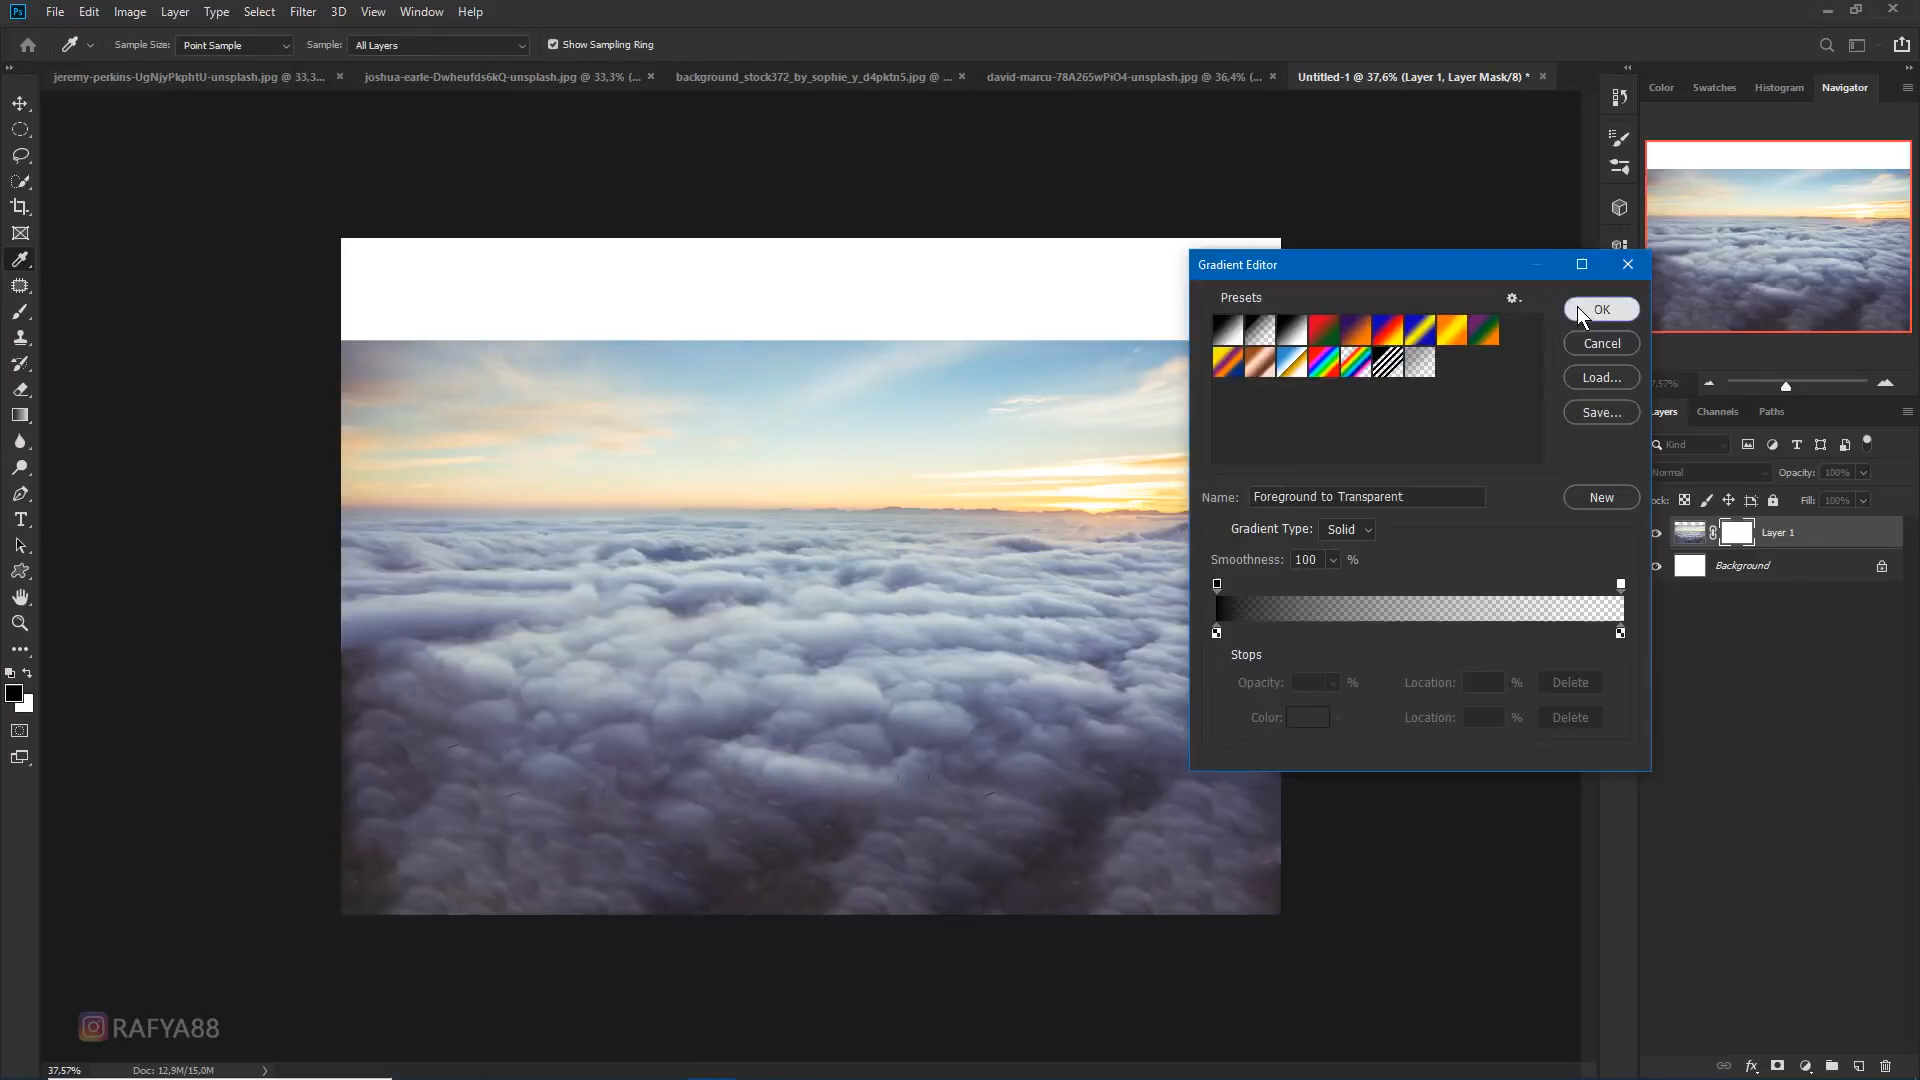 Ps File Edit Image Layer Type Select Filter 3D View Window Help
Sample Size: Point Sample Sample: All Layers Show Sampling Ring
jeremy-perkins-UgNjyPkphtU-unsplash.jpg @ 33,3... joshua-earle-Dwheufds6kQ-unsplash.jpg @ 33,3% (... background_stock372_by_sophie_y_d4pktn5.jpg @ ... david-marcu-78A265wPiO4-unsplash.jpg @ 36,4% (... Untitled-1 @ 37,6% (Layer 1, Layer Mask/8) *
Color Swatches Histogram Navigator
Gradient Editor
Presets
OK
Cancel
Load...
Save...
7,57%
Layers Channels Paths
Kind
Normal Opacity: 100%
ock: Fill: 100%
Name: Foreground to Transparent New
Gradient Type: Solid
Layer 1
Smoothness: 100 %
Background
Stops
Opacity: % Location: % Delete
Color: Location: % Delete
RAFYA88
37,57% Doc: 12,9M/15,0M